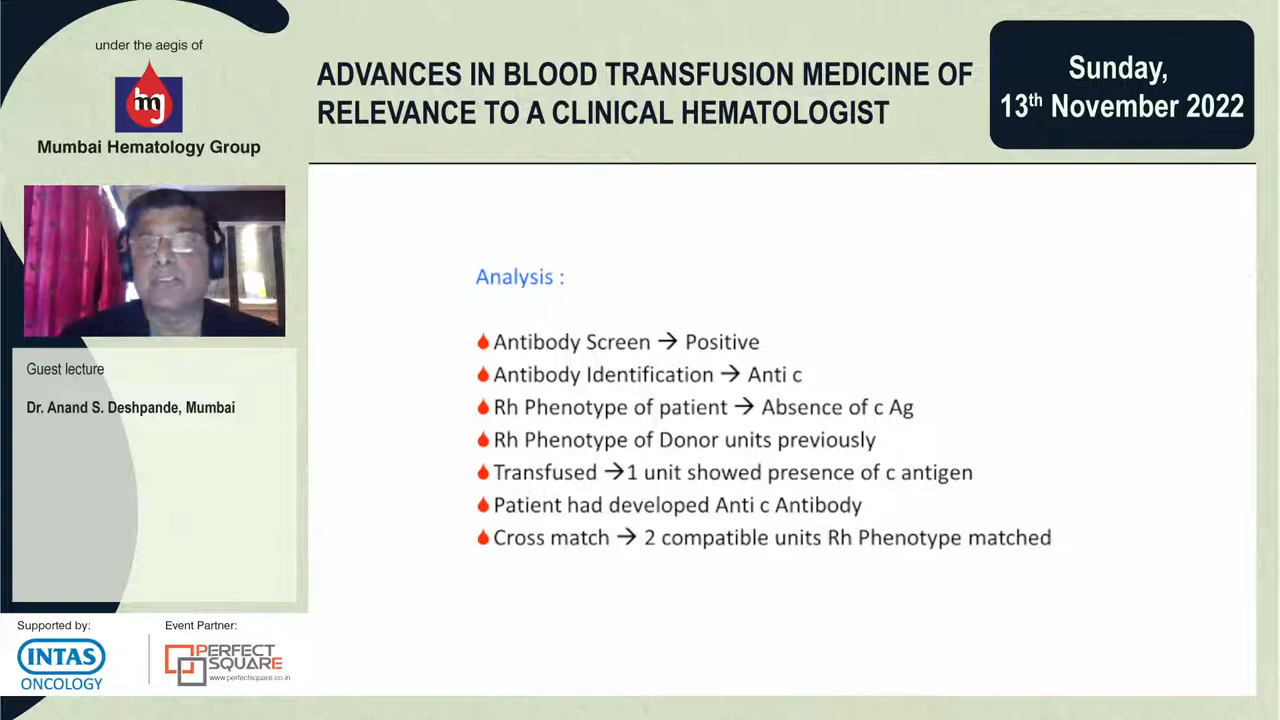 under the aegis of
mg
Mumbai Hematology Group
ADVANCES IN BLOOD TRANSFUSION MEDICINE OF
RELEVANCE TO A CLINICAL HEMATOLOGIST
Sunday,
13th November 2022
Guest lecture
Dr. Anand S. Deshpande, Mumbai
Analysis :
Antibody Screen → Positive
Antibody Identification → Anti c
Rh Phenotype of patient → Absence of c Ag
Rh Phenotype of Donor units previously
Transfused →1 unit showed presence of c antigen
Patient had developed Anti c Antibody
Cross match → 2 compatible units Rh Phenotype matched
Supported by:
INTAS
ONCOLOGY
Event Partner:
PERFECT
SQUARE
www.perfectsquare.co.in